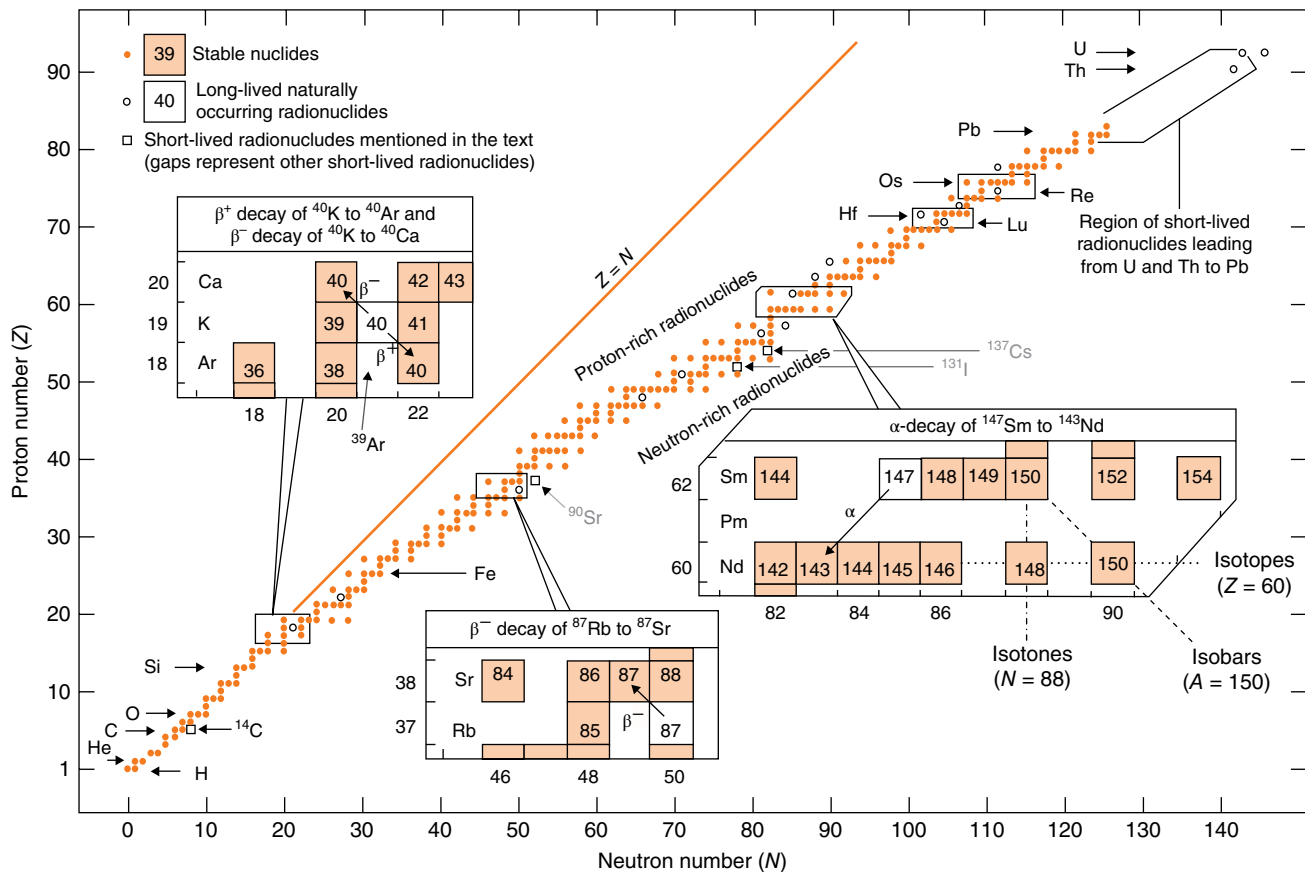 39 Stable nuclides
40 Long-lived naturally
occurring radionuclides
Short-lived radionucludes mentioned in the text
(gaps represent other short-lived radionuclides)
β⁺ decay of ⁴⁰K to ⁴⁰Ar and
β⁻ decay of ⁴⁰K to ⁴⁰Ca
20 Ca 40 β⁻ 42 43
19 K 39 40 41
18 Ar 36 38 β⁺ 40
18 20 22
³⁹Ar
Z = N
Proton-rich radionuclides
Neutron-rich radionuclides
U
Th
Pb
Os
Re
Hf
Lu
Region of short-lived
radionuclides leading
from U and Th to Pb
¹³⁷Cs
¹³¹I
⁹⁰Sr
Fe
Si
O
C
¹⁴C
He
H
α-decay of ¹⁴⁷Sm to ¹⁴³Nd
62 Sm 144 147 148 149 150 152 154
Pm α
60 Nd 142 143 144 145 146 148 150
82 84 86 90
Isotopes
(Z = 60)
Isotones
(N = 88)
Isobars
(A = 150)
β⁻ decay of ⁸⁷Rb to ⁸⁷Sr
38 Sr 84 86 87 88
β⁻
37 Rb 85 87
46 48 50
Proton number (Z)
90
80
70
60
50
40
30
20
10
1
0 10 20 30 40 50 60 70 80 90 100 110 120 130 140
Neutron number (N)